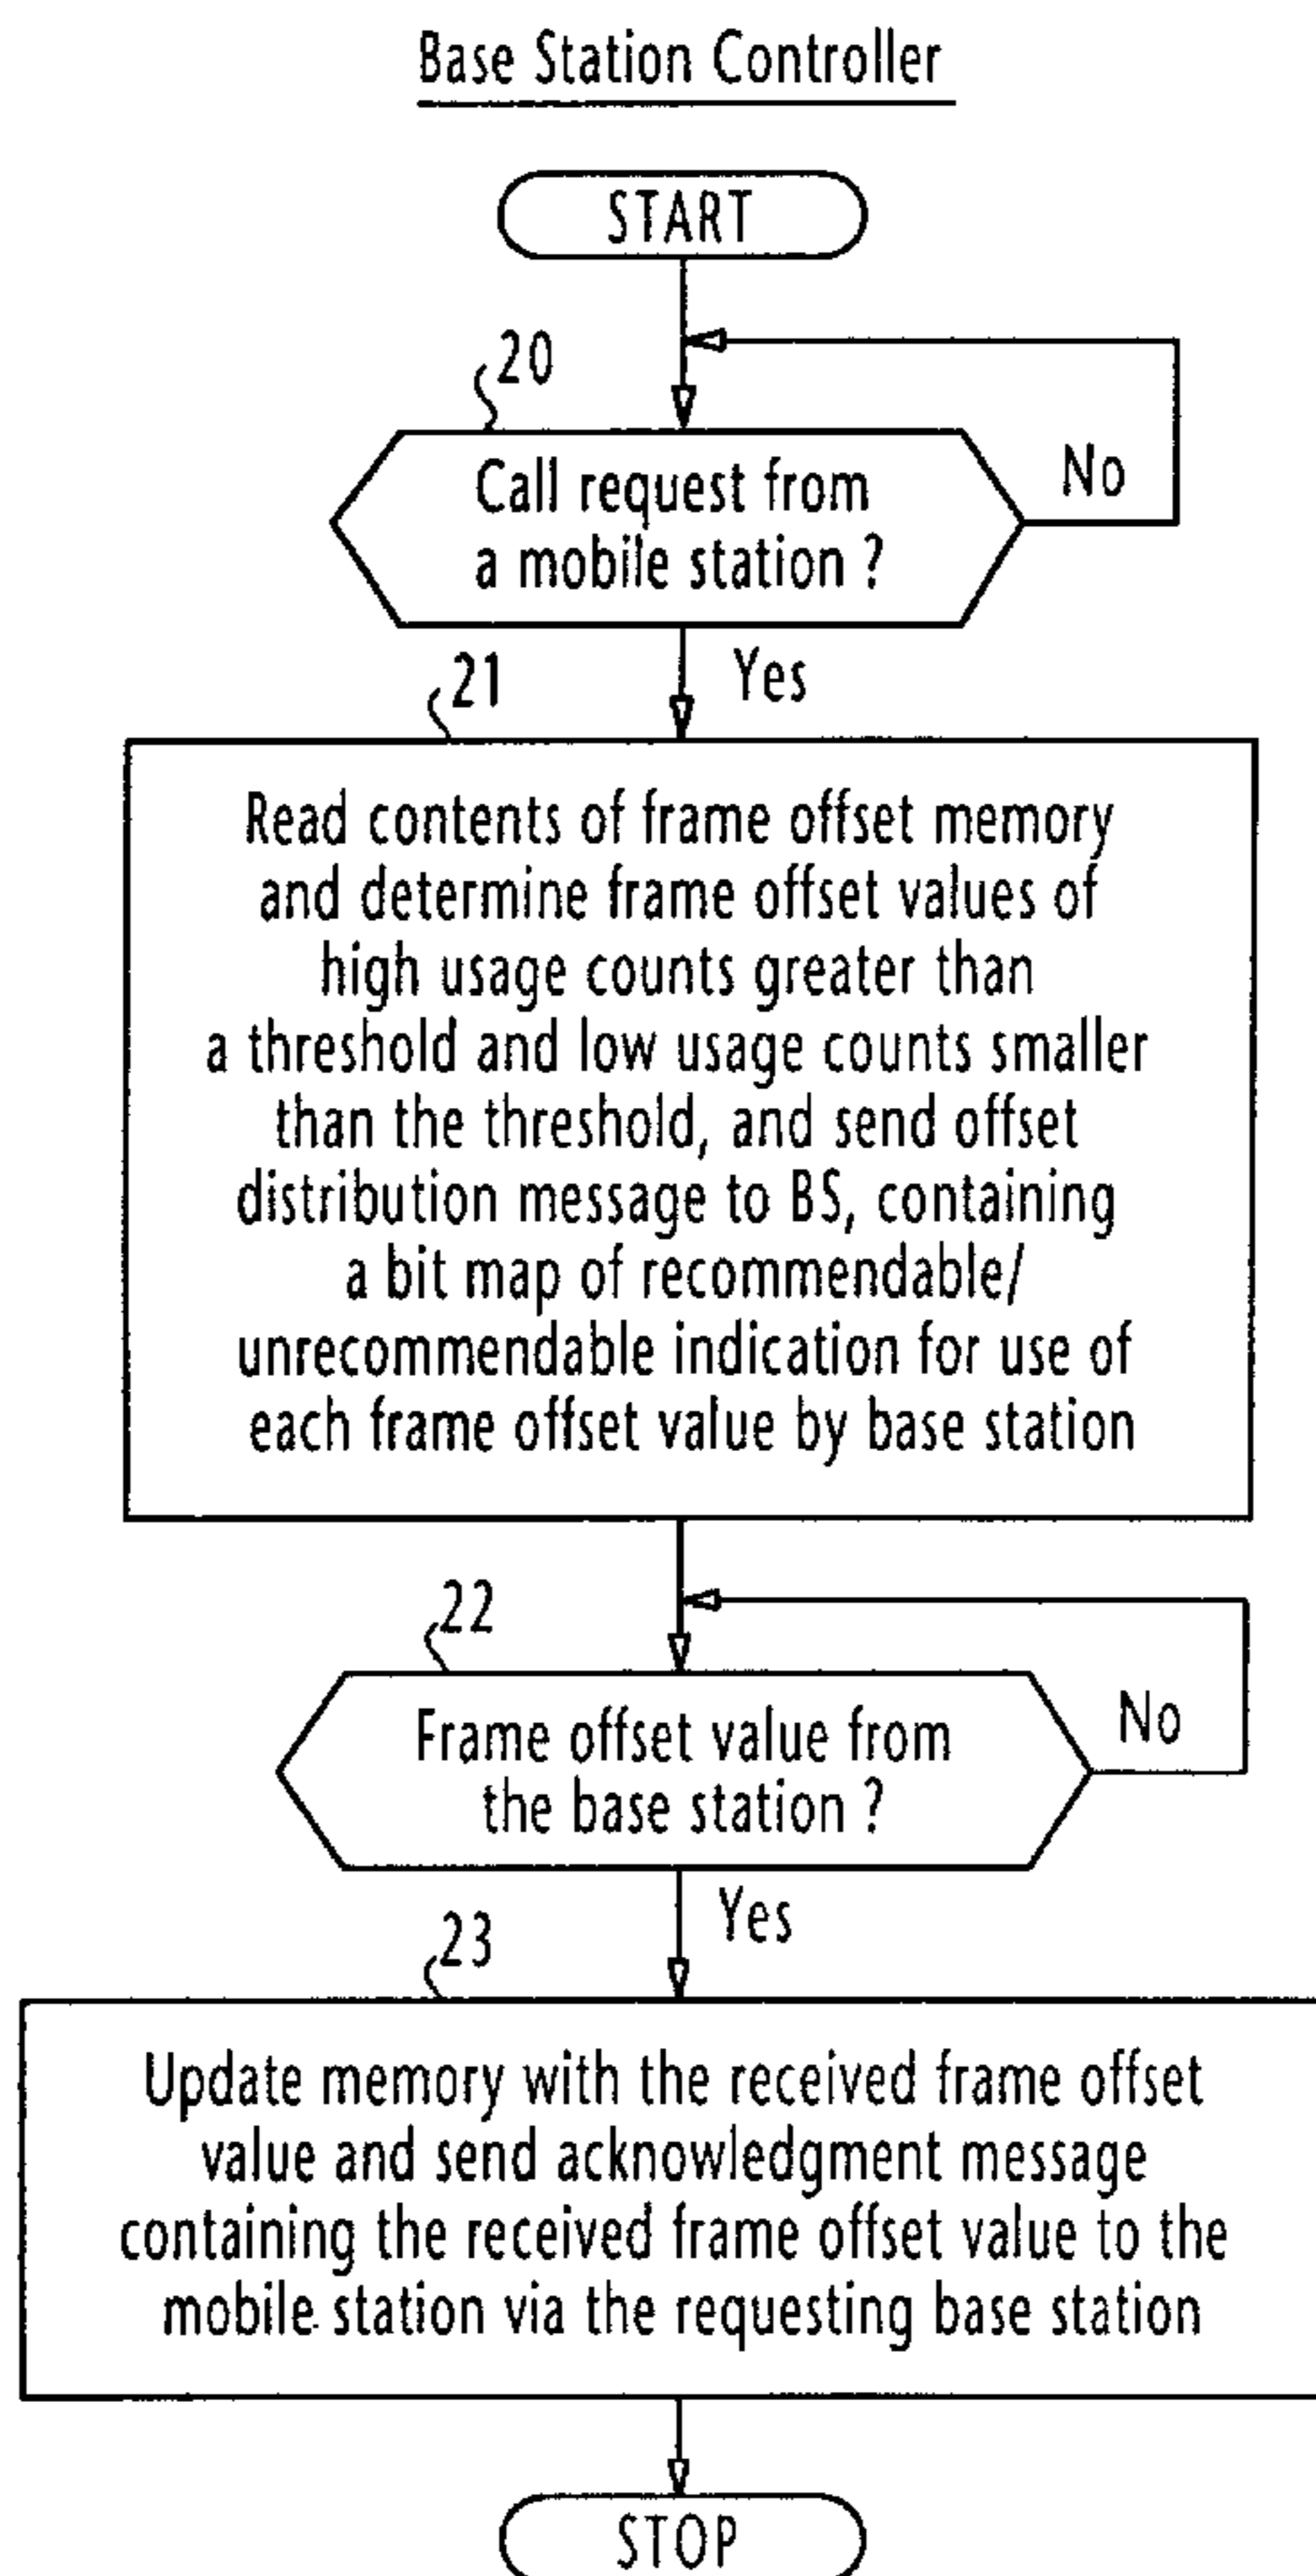 Base Station Controller
START
20
Call request from
a mobile station ?
No
Yes
21
Read contents of frame offset memory
and determine frame offset values of
high usage counts greater than
a threshold and low usage counts smaller
than the threshold, and send offset
distribution message to BS, containing
a bit map of recommendable/
unrecommendable indication for use of
each frame offset value by base station
22
Frame offset value from
the base station ?
No
Yes
23
Update memory with the received frame offset
value and send acknowledgment message
containing the received frame offset value to the
mobile station via the requesting base station
STOP